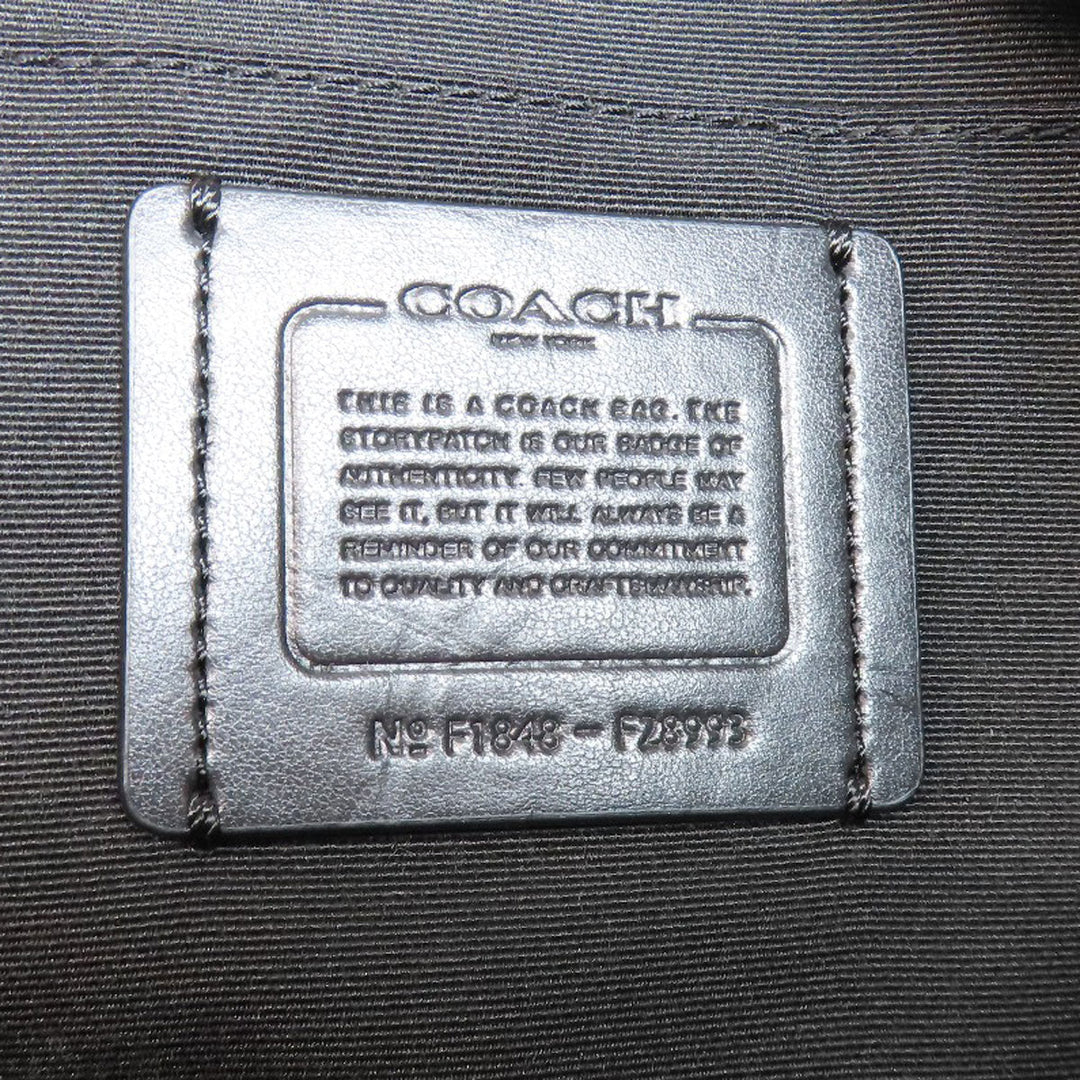 COACH
NEW YORK
THIS IS A COACH BAG. THE
STORYPATCH IS OUR BADGE OF
AUTHENTICITY. FEW PEOPLE MAY
SEE IT, BUT IT WILL ALWAYS BE A
REMINDER OF OUR COMMITMENT
TO QUALITY AND CRAFTSMANSHIP.
Nº F1848-F28993